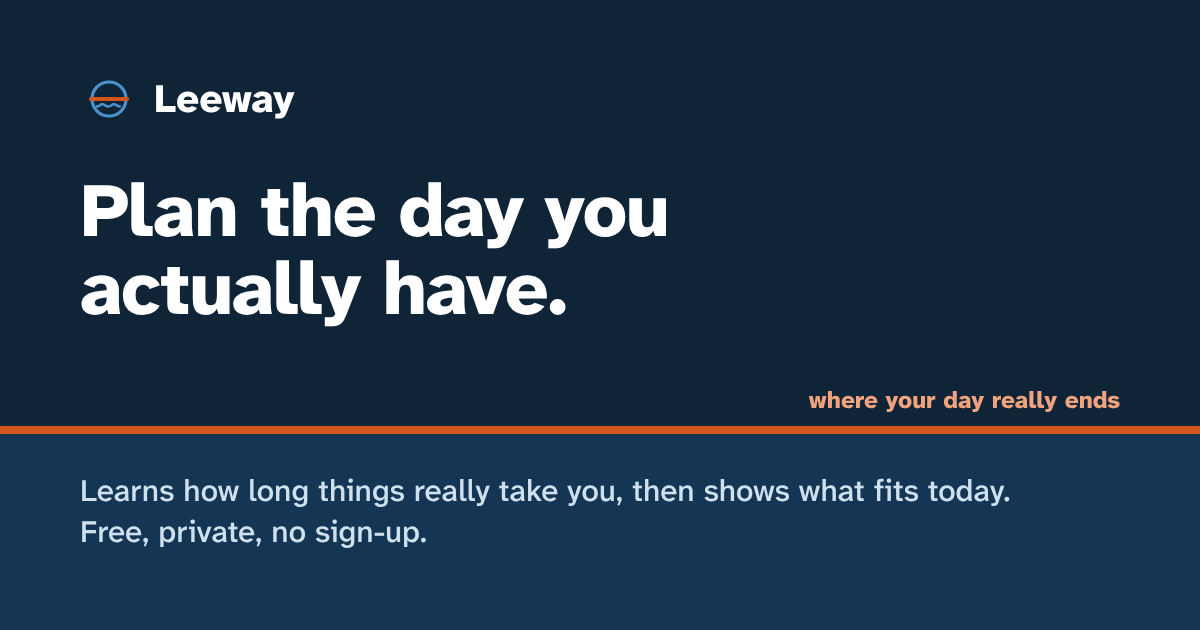 Leeway
Plan the day you
actually have.
where your day really ends
Learns how long things really take you, then shows what fits today.
Free, private, no sign-up.